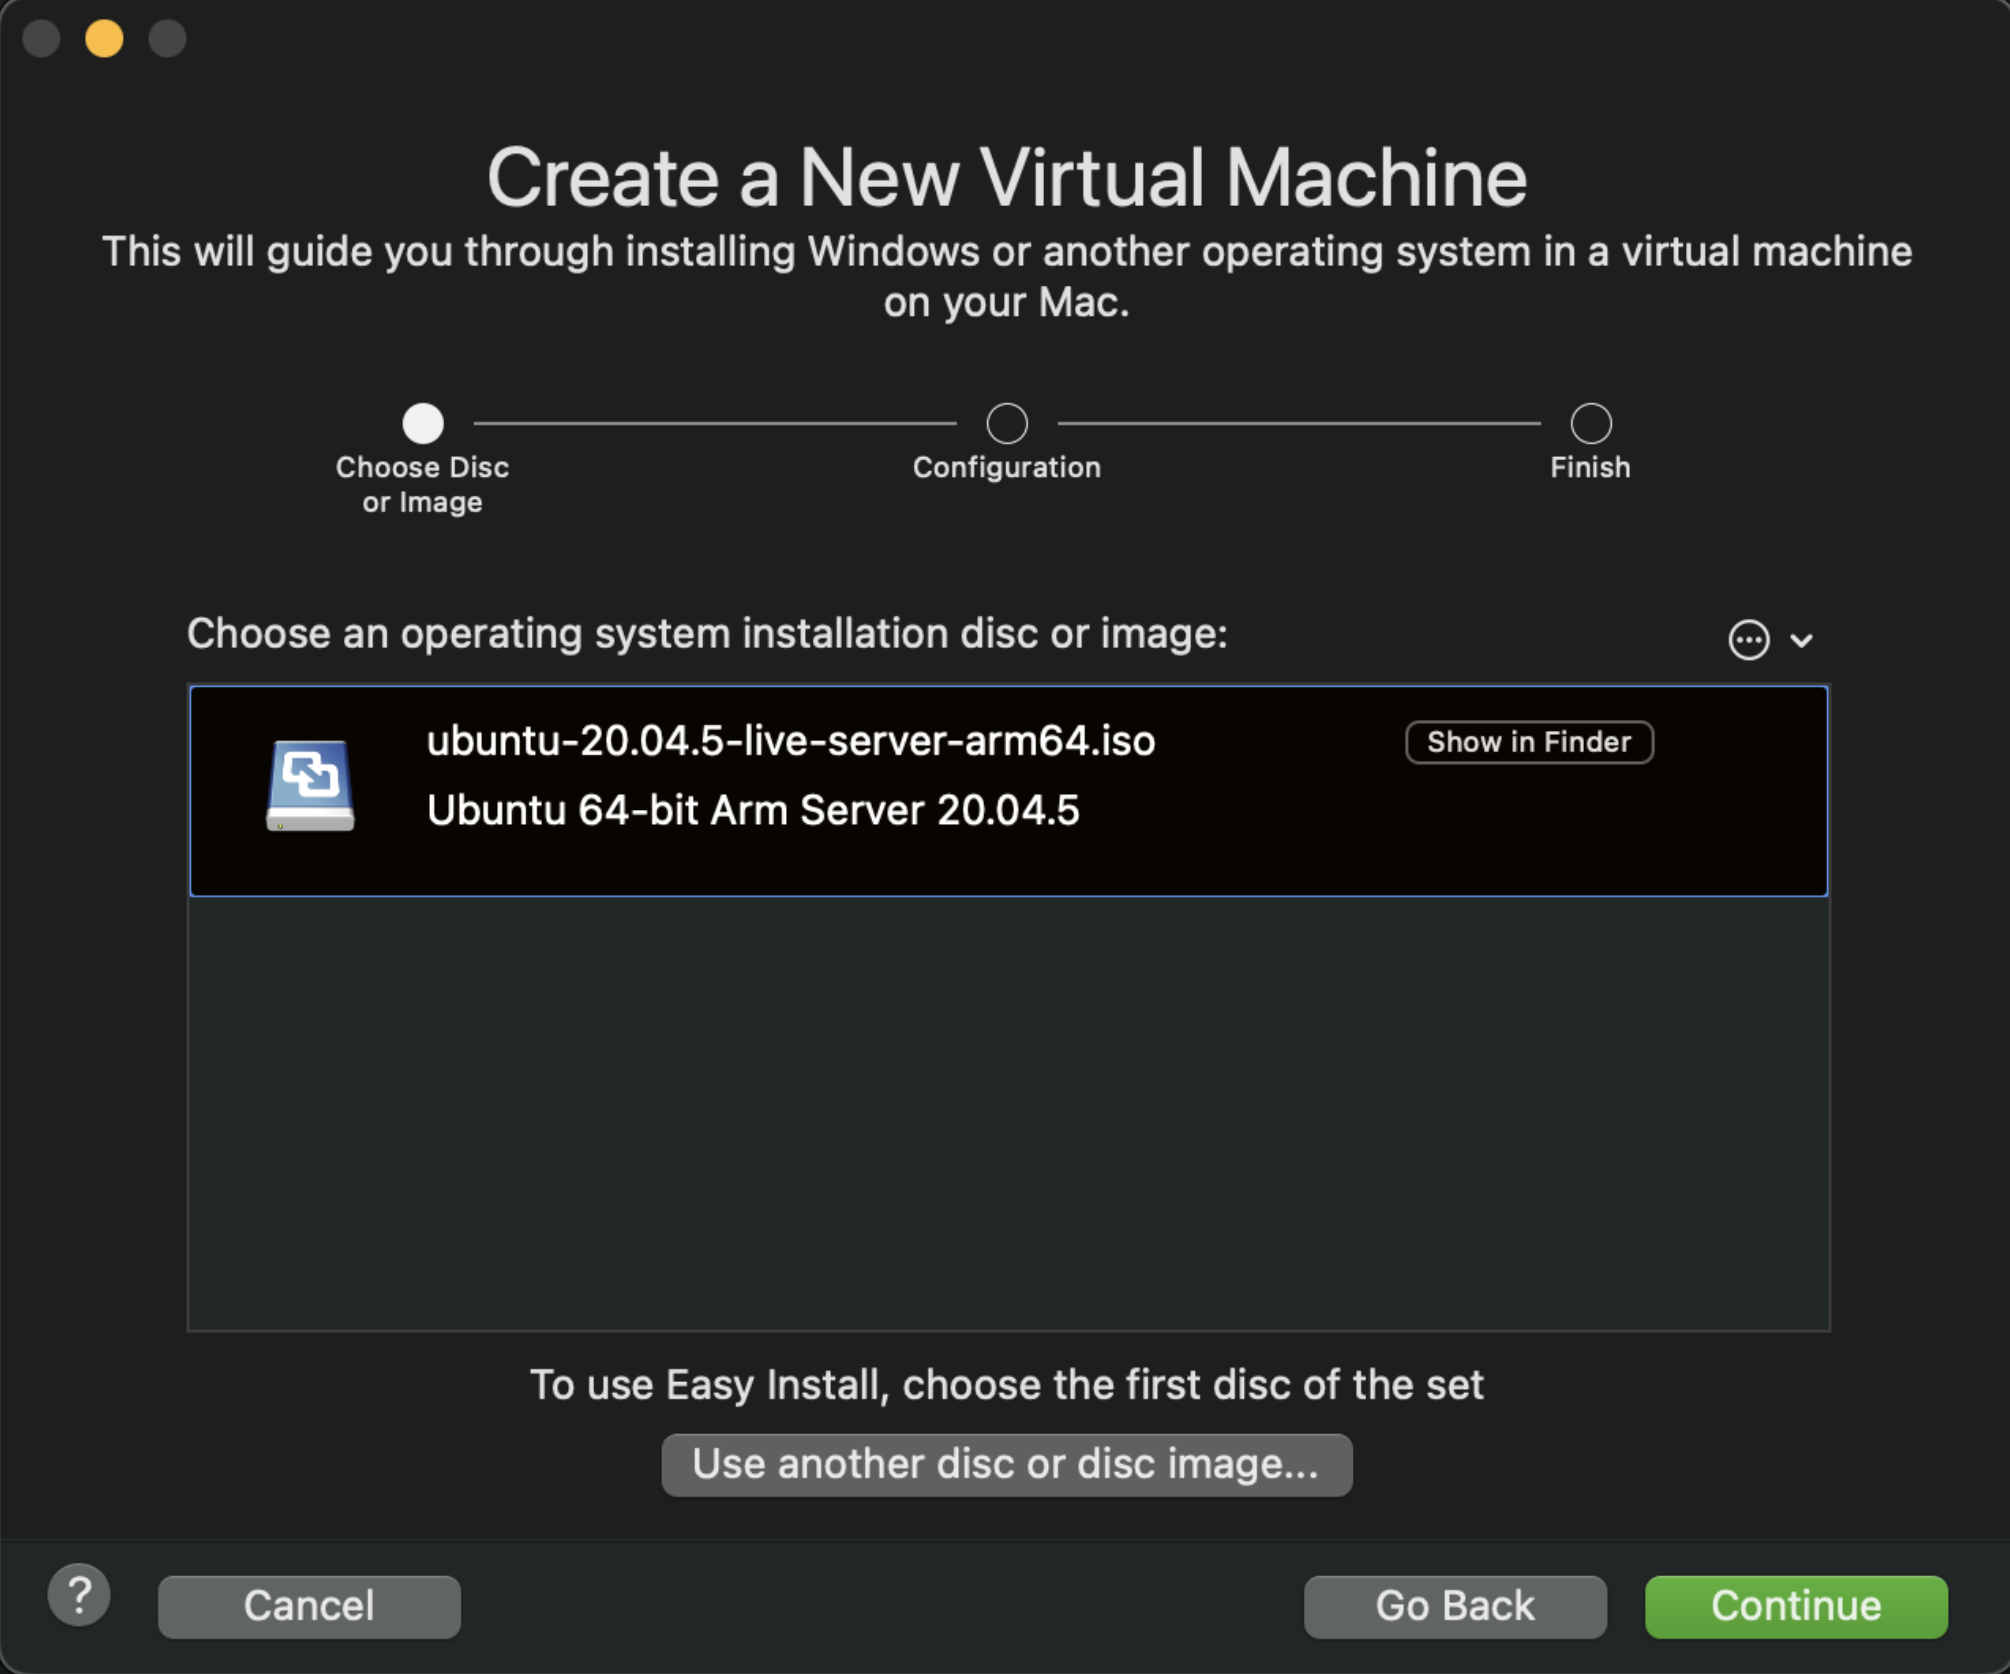 Create a New Virtual Machine
This will guide you through installing Windows or another operating system in a virtual machine
on your Mac.
Choose Disc
or Image
Configuration
Finish
Choose an operating system installation disc or image:
ubuntu-20.04.5-live-server-arm64.iso
Show in Finder
Ubuntu 64-bit Arm Server 20.04.5
To use Easy Install, choose the first disc of the set
Use another disc or disc image...
?
Cancel
Go Back
Continue